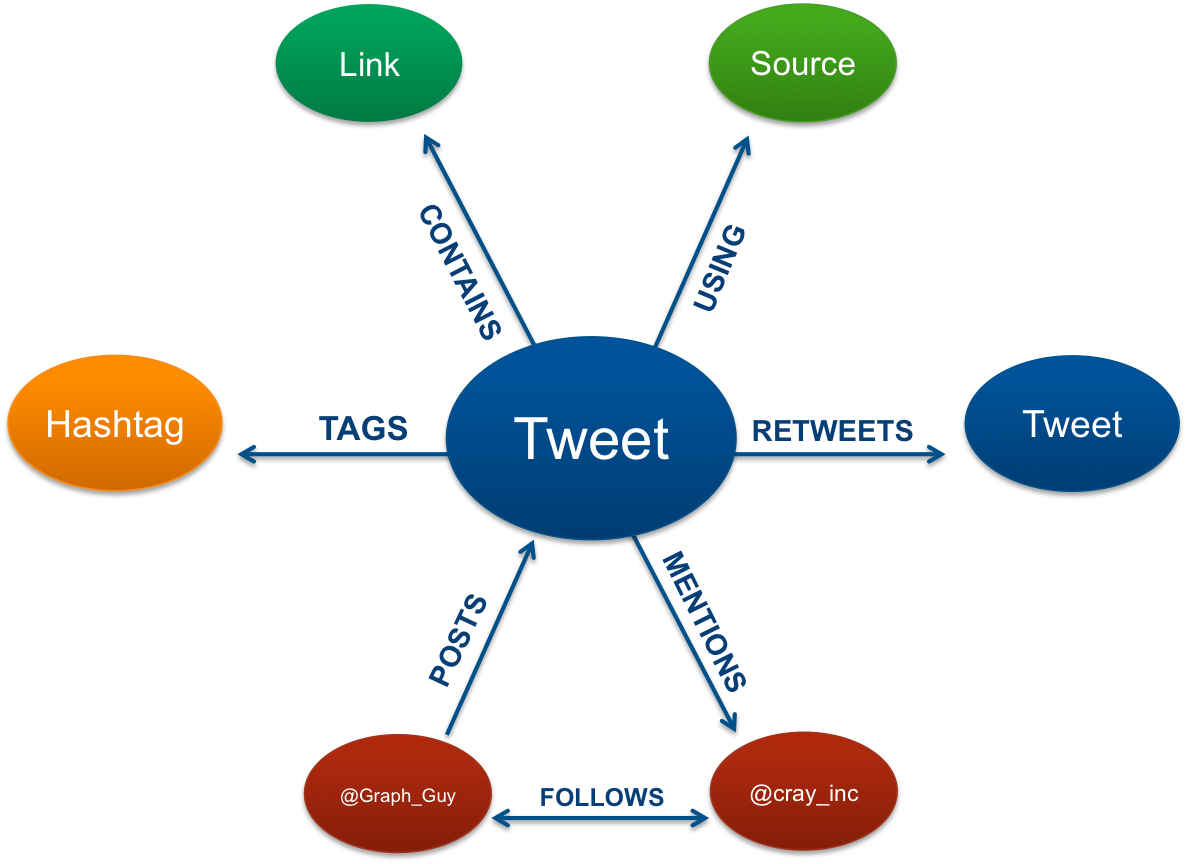 Link
Source
CONTAINS
USING
Hashtag
TAGS
Tweet
RETWEETS
Tweet
POSTS
MENTIONS
@Graph_Guy
FOLLOWS
@cray_inc